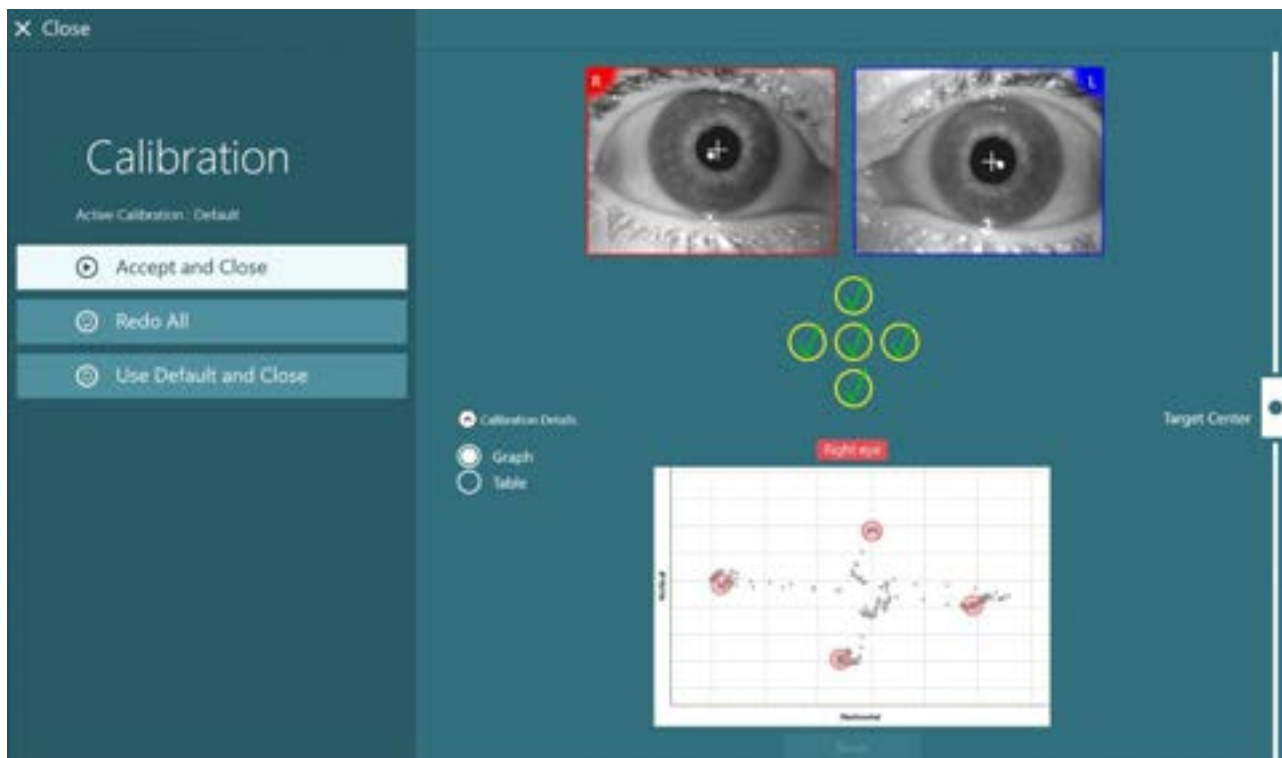 Close
Calibration
Active Calibration : Default
Accept and Close
Redo All
Use Default and Close
R
L
Calibration Details
Graph
Table
Target Center
Right eye
Vertical
Horizontal